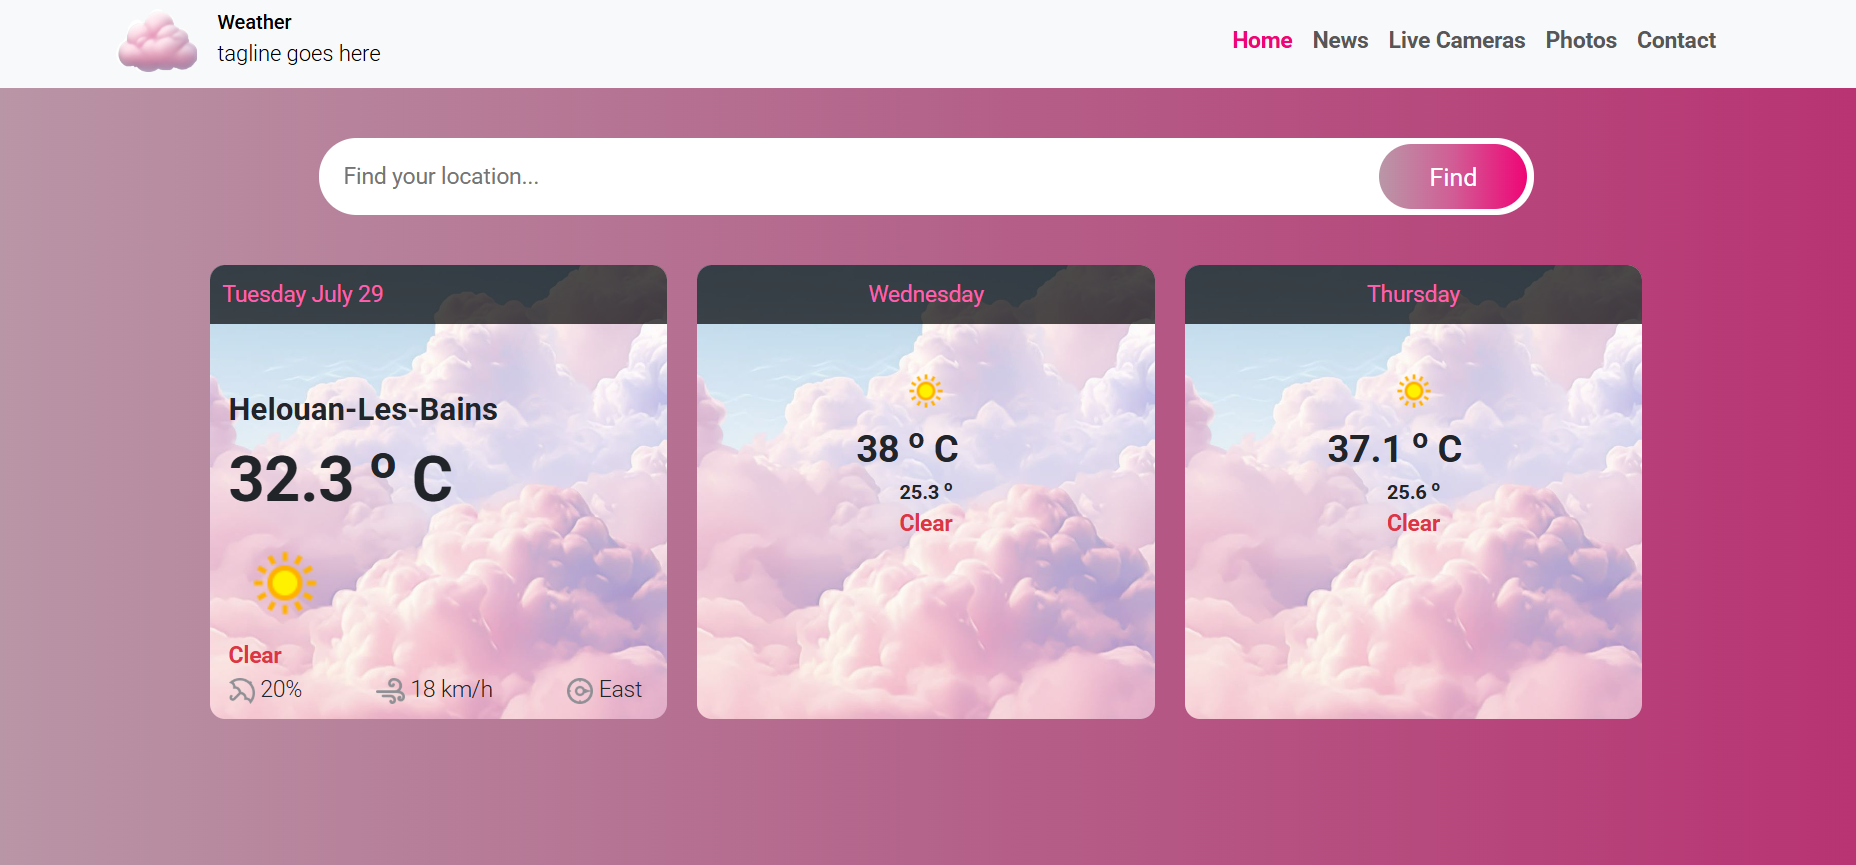 Weather
tagline goes here
Home News Live Cameras Photos Contact
Find your location... Find
Tuesday July 29
Helouan-Les-Bains
32.3 o C
Clear
20% 18 km/h East
Wednesday
38 o C
25.3 o
Clear
Thursday
37.1 o C
25.6 o
Clear